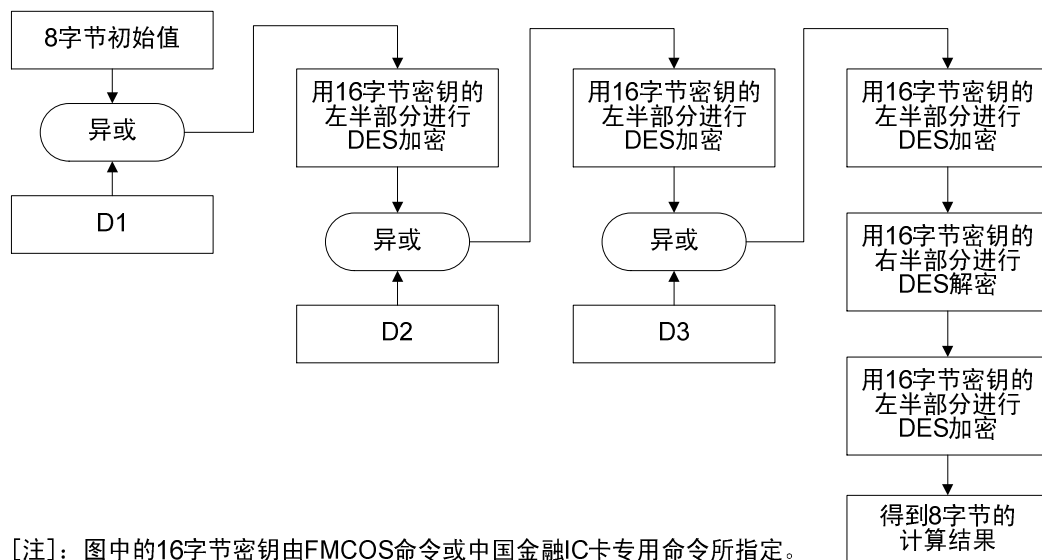 8字节初始值
异或
D1
用16字节密钥的
左半部分进行
DES加密
异或
D2
用16字节密钥的
左半部分进行
DES加密
异或
D3
用16字节密钥的
左半部分进行
DES加密
用16字节密钥的
右半部分进行
DES解密
用16字节密钥的
左半部分进行
DES加密
得到8字节的
计算结果
[注]：图中的16字节密钥由FMCOS命令或中国金融IC卡专用命令所指定。